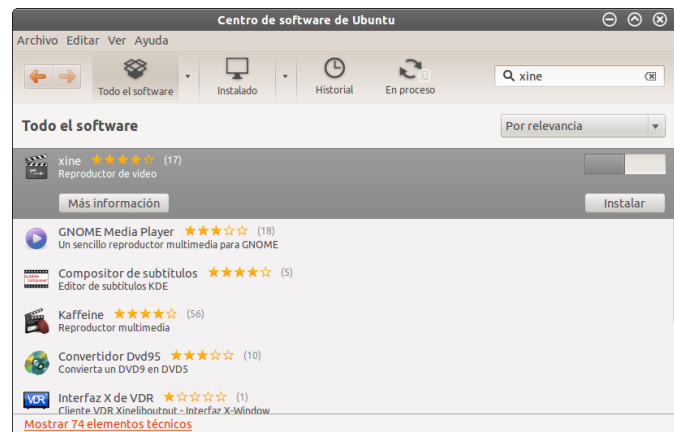 Centro de software de Ubuntu
Archivo Editar Ver Ayuda
Todo el software
Instalado
Historial
En proceso
xine
Todo el software
Por relevancia
xine (17)
Reproductor de vídeo
Más información
Instalar
GNOME Media Player (18)
Un sencillo reproductor multimedia para GNOME
Compositor de subtítulos (5)
Editor de subtítulos KDE
Kaffeine (56)
Reproductor multimedia
Convertidor Dvd95 (10)
Convierta un DVD9 en DVD5
VDR
Interfaz X de VDR (1)
Cliente VDR Xineliboutput - Interfaz X-Window
Mostrar 74 elementos técnicos